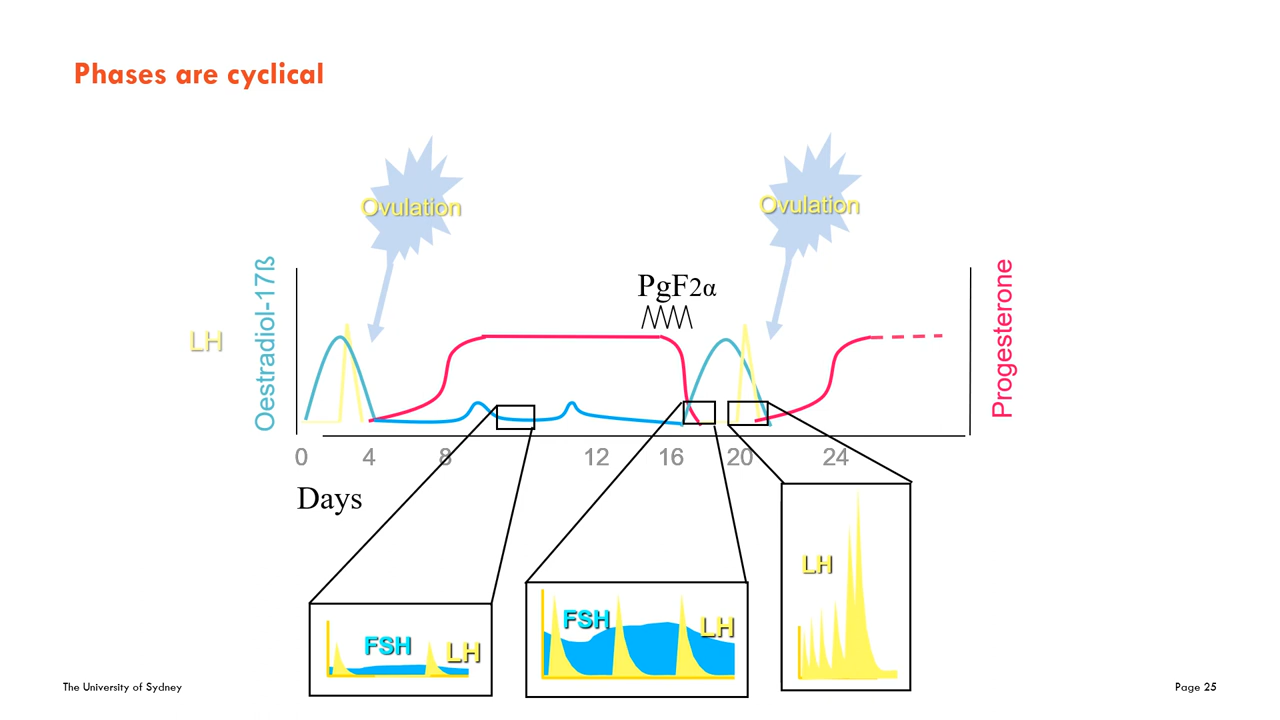 Phases are cyclical
Ovulation
Ovulation
PgF2α
LH
Oestradiol-17ß
Progesterone
0 4 8 12 16 20 24
Days
FSH
LH
FSH
LH
LH
The University of Sydney
Page 25